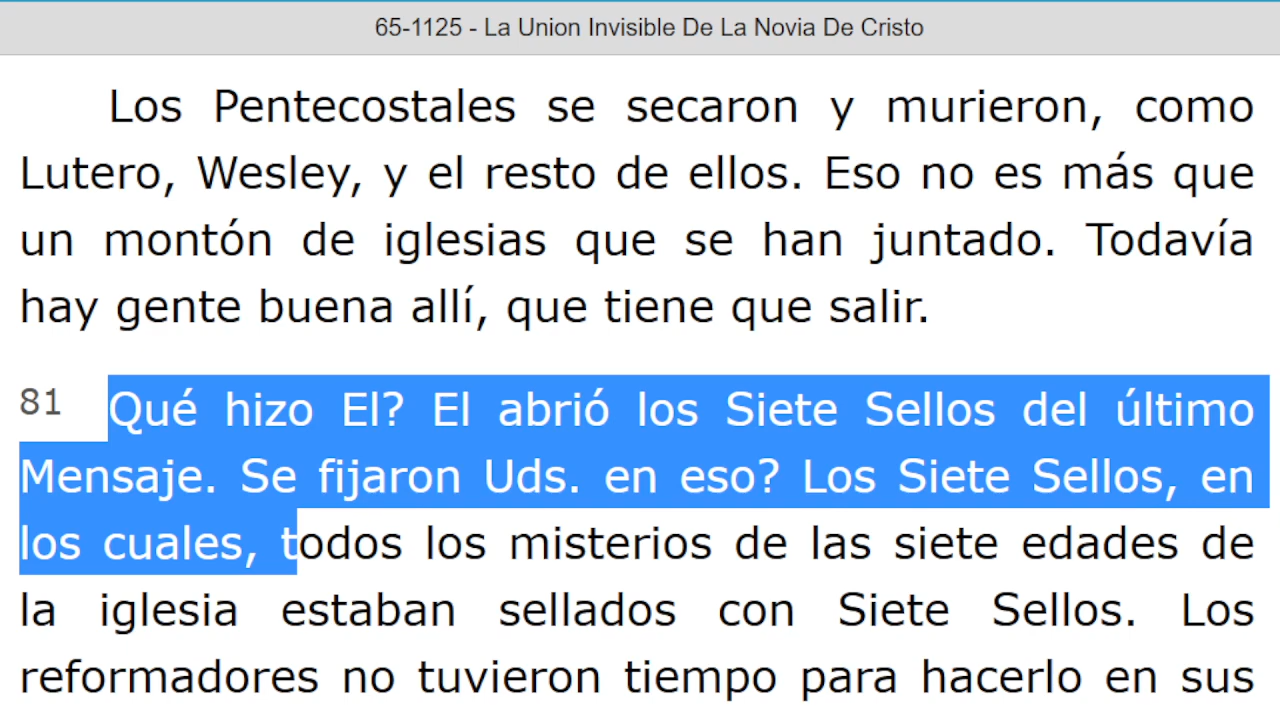 65-1125 - La Union Invisible De La Novia De Cristo
Los Pentecostales se secaron y murieron, como
Lutero, Wesley, y el resto de ellos. Eso no es más que
un montón de iglesias que se han juntado. Todavía
hay gente buena allí, que tiene que salir.
81 Qué hizo El? El abrió los Siete Sellos del último
Mensaje. Se fijaron Uds. en eso? Los Siete Sellos, en
los cuales, todos los misterios de las siete edades de
la iglesia estaban sellados con Siete Sellos. Los
reformadores no tuvieron tiempo para hacerlo en sus